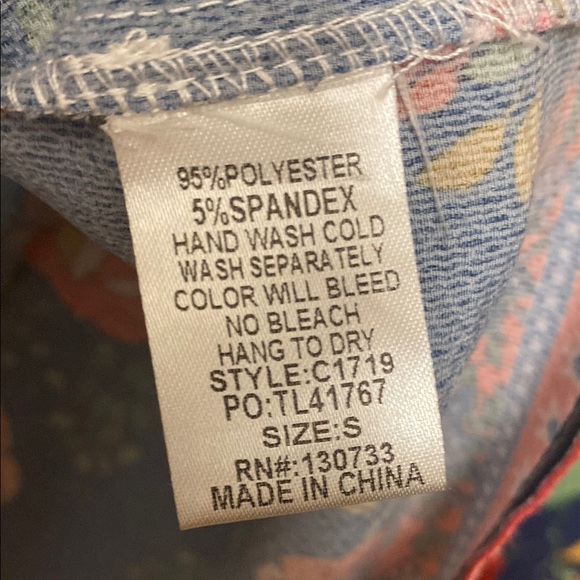 95%POLYESTER
5%SPANDEX
HAND WASH COLD
WASH SEPARATELY
COLOR WILL BLEED
NO BLEACH
HANG TO DRY
STYLE:C1719
PO:TL41767
SIZE:S
RN#:130733
MADE IN CHINA